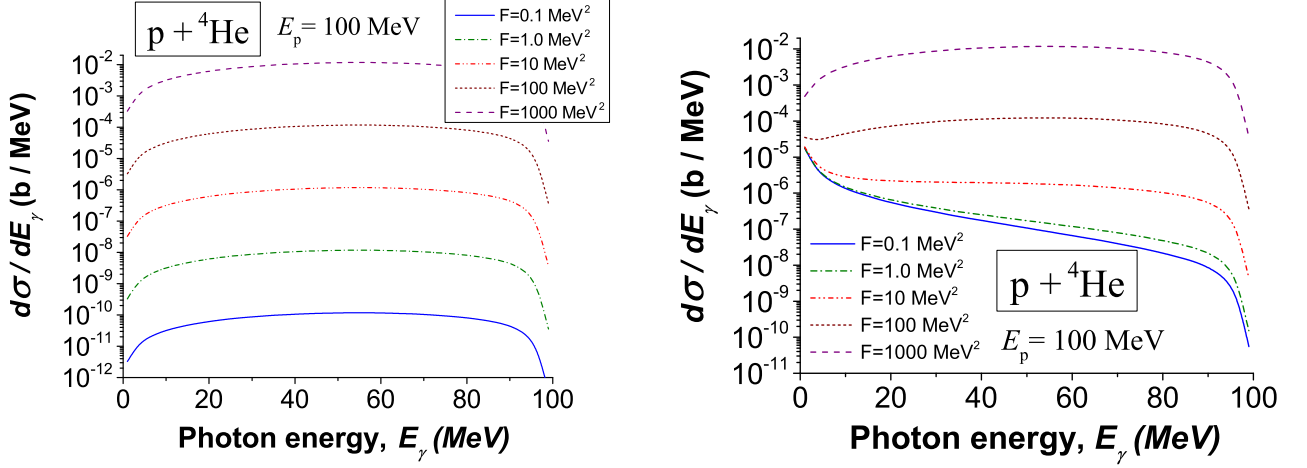 p + ⁴He
Eₚ = 100 MeV
F=0.1 MeV²
F=1.0 MeV²
F=10 MeV²
F=100 MeV²
F=1000 MeV²
10⁻²
10⁻³
10⁻⁴
10⁻⁵
10⁻⁶
10⁻⁷
10⁻⁸
10⁻⁹
10⁻¹⁰
10⁻¹¹
10⁻¹²
dσ / dEᵧ (b / MeV)
0 20 40 60 80 100
Photon energy, Eᵧ (MeV)
10⁻²
10⁻³
10⁻⁴
10⁻⁵
10⁻⁶
10⁻⁷
10⁻⁸
10⁻⁹
10⁻¹⁰
10⁻¹¹
dσ / dEᵧ (b / MeV)
F=0.1 MeV²
F=1.0 MeV²
F=10 MeV²
F=100 MeV²
F=1000 MeV²
p + ⁴He
Eₚ = 100 MeV
0 20 40 60 80 100
Photon energy, Eᵧ (MeV)